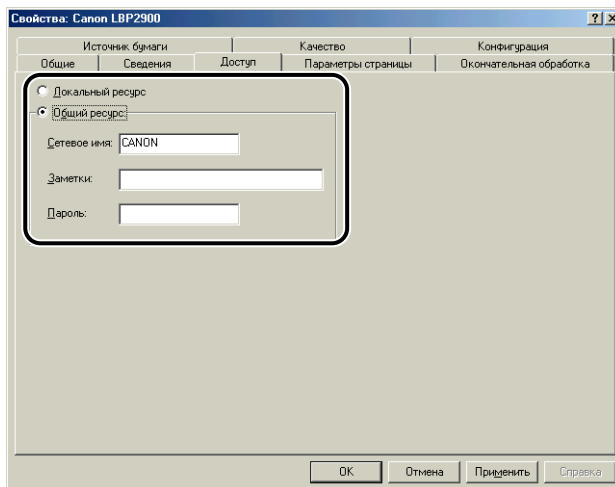 Свойства: Canon LBP2900
Источник бумаги Качество Конфигурация
Общие Сведения Доступ Параметры страницы Окончательная обработка
Локальный ресурс
Общий ресурс:
Сетевое имя: CANON
Заметки:
Пароль:
OK Отмена Применить Справка